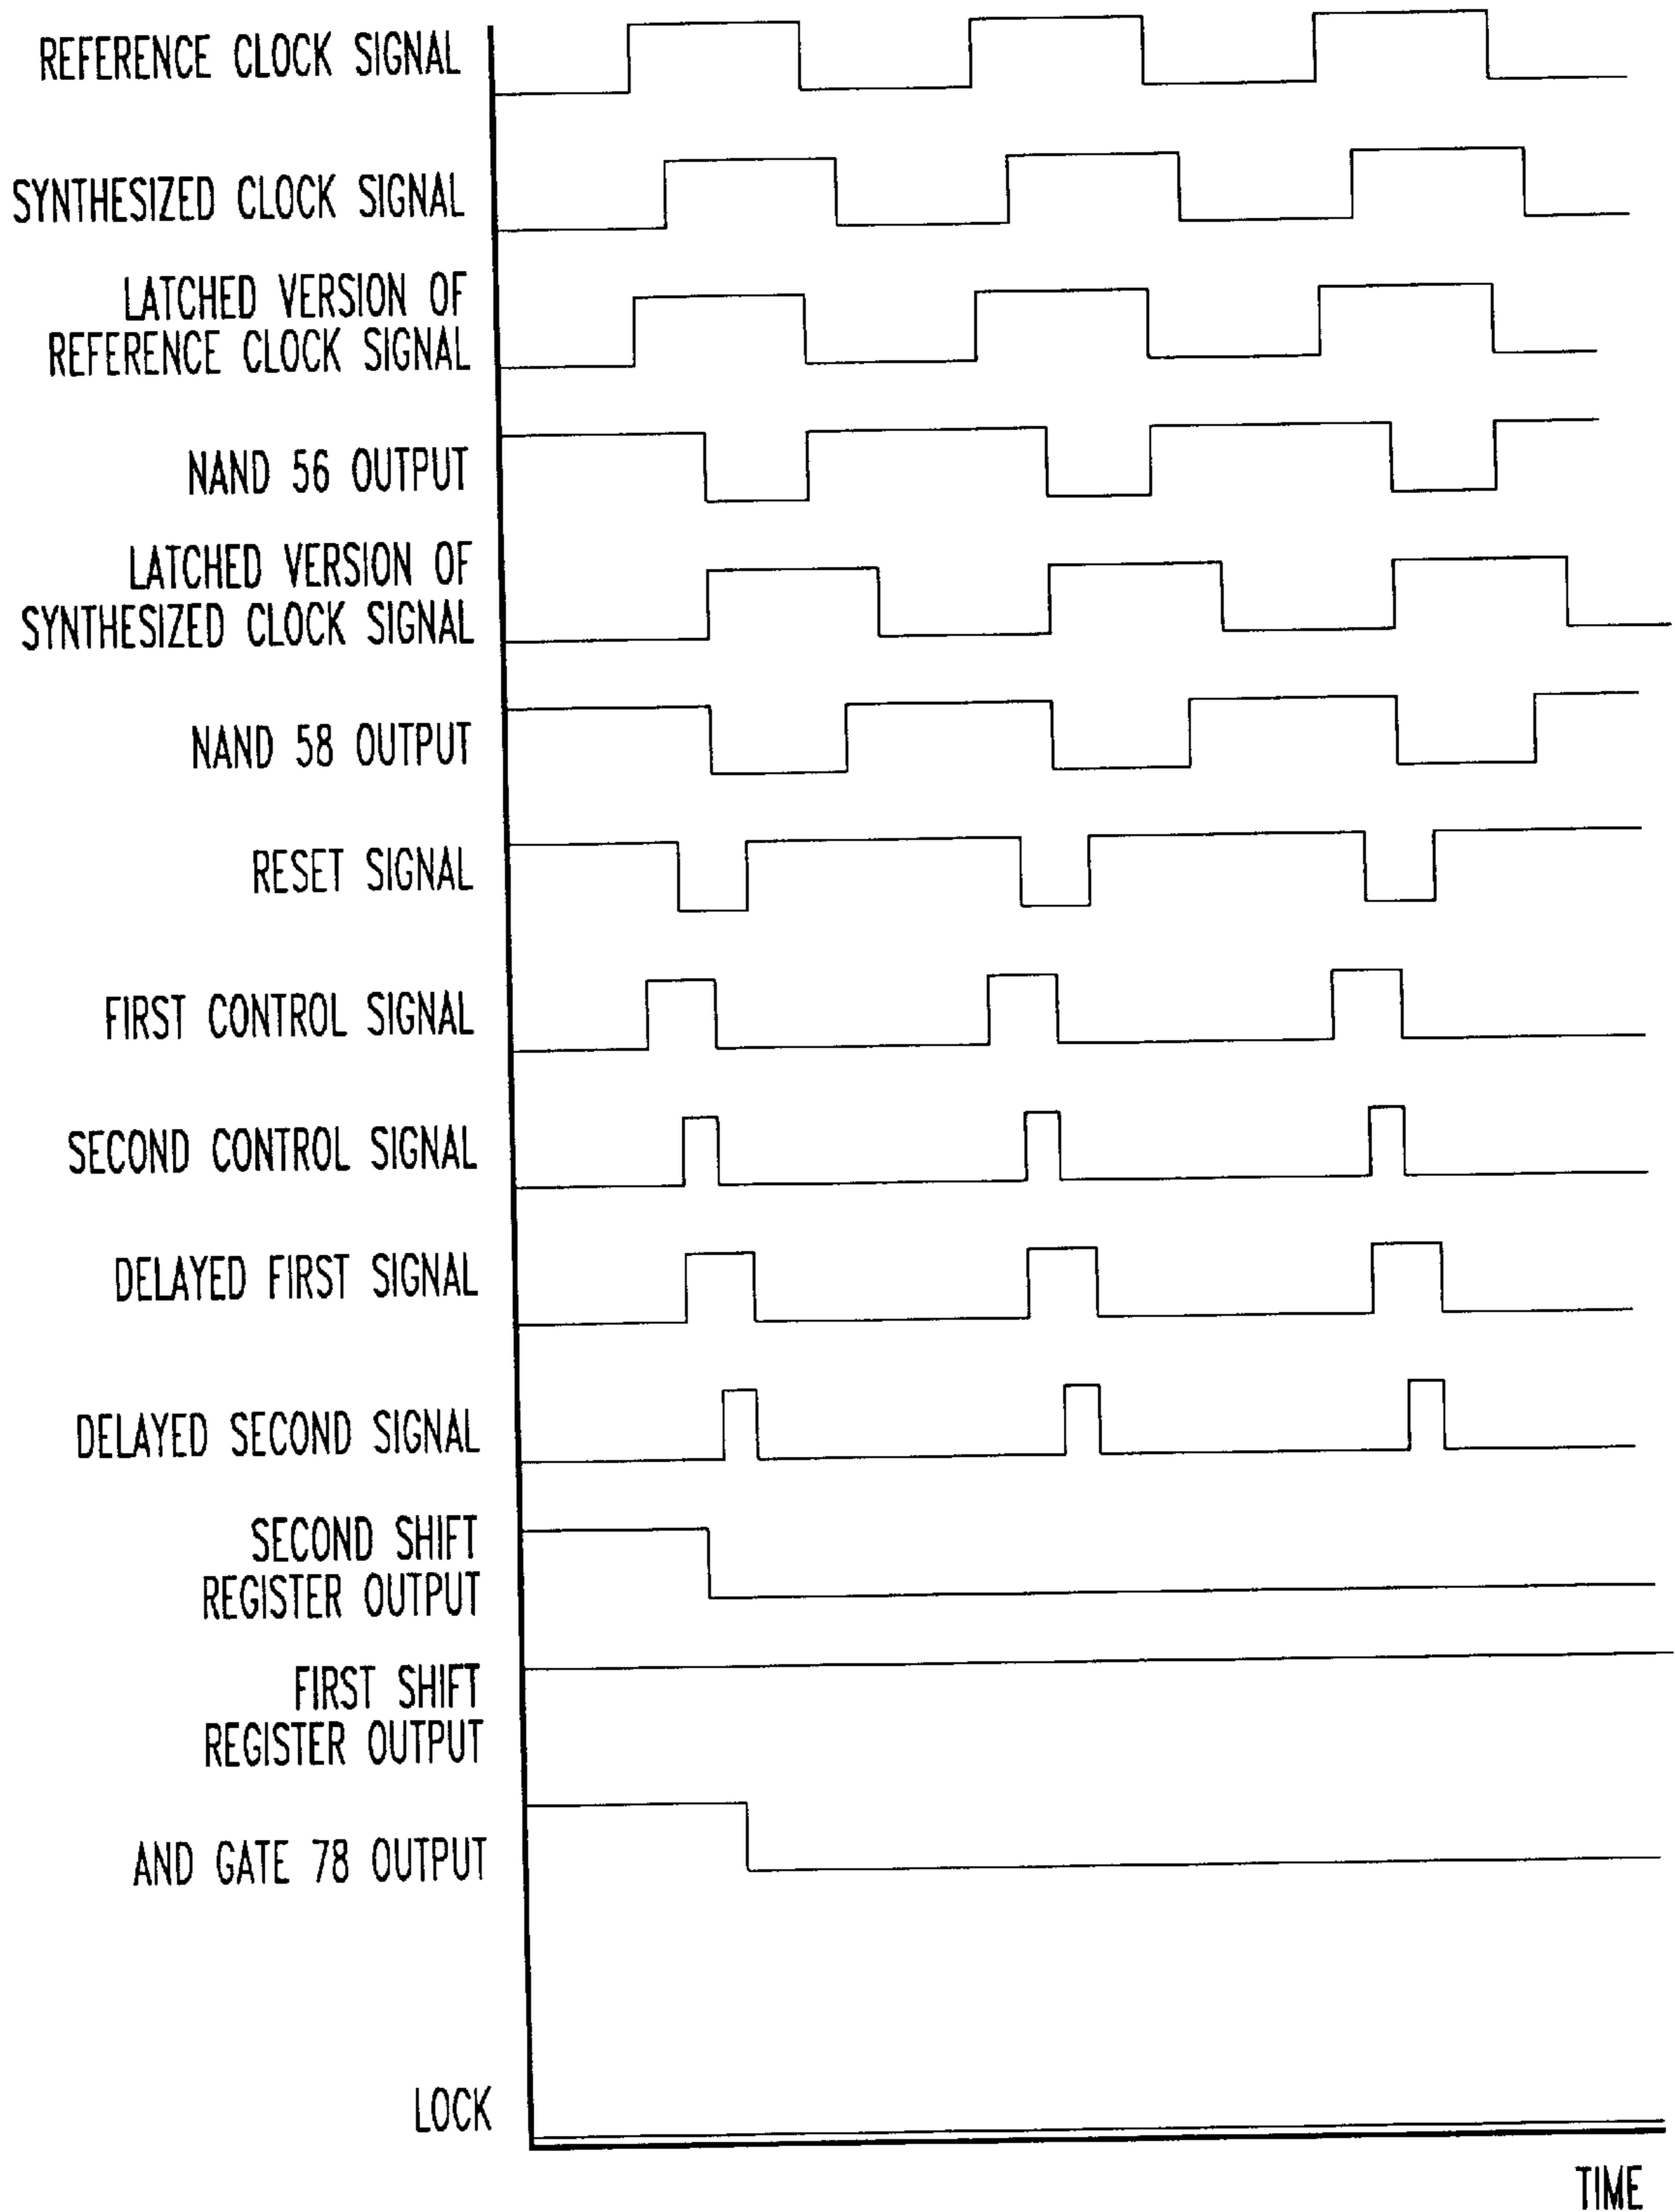 REFERENCE CLOCK SIGNAL
SYNTHESIZED CLOCK SIGNAL
LATCHED VERSION OF
REFERENCE CLOCK SIGNAL
NAND 56 OUTPUT
LATCHED VERSION OF
SYNTHESIZED CLOCK SIGNAL
NAND 58 OUTPUT
RESET SIGNAL
FIRST CONTROL SIGNAL
SECOND CONTROL SIGNAL
DELAYED FIRST SIGNAL
DELAYED SECOND SIGNAL
SECOND SHIFT
REGISTER OUTPUT
FIRST SHIFT
REGISTER OUTPUT
AND GATE 78 OUTPUT
LOCK
TIME